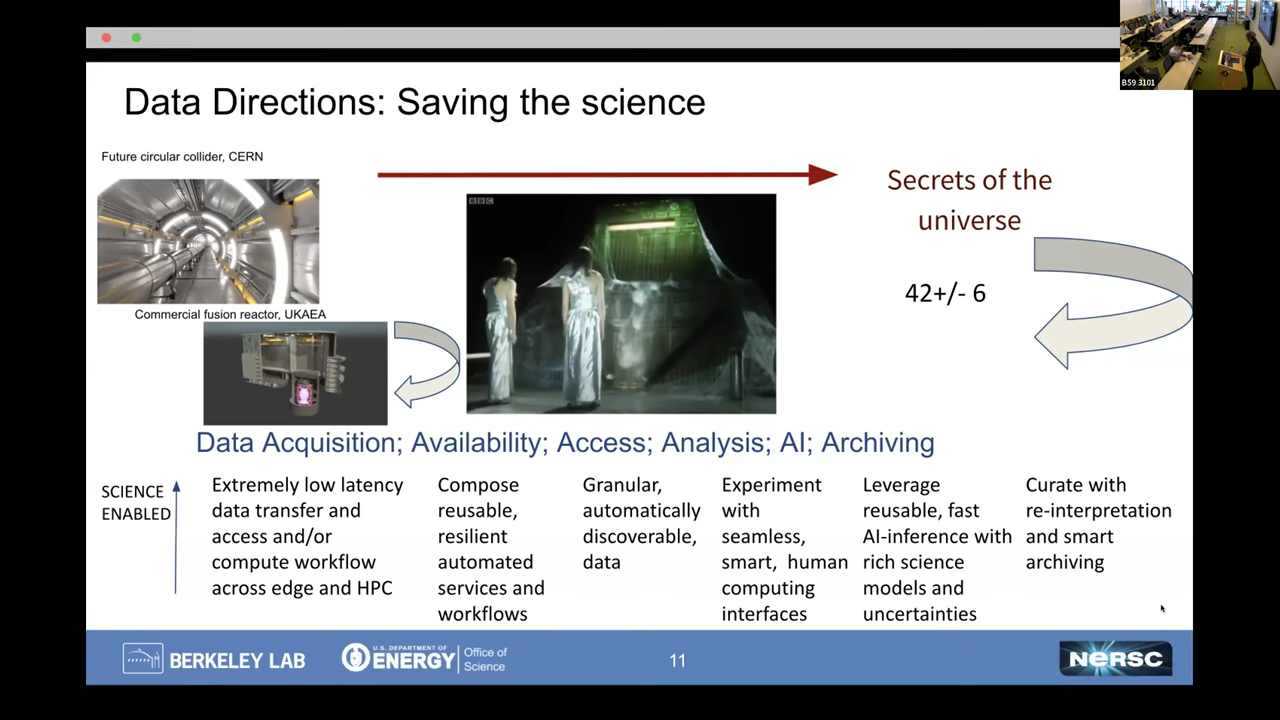 B59 3101
Data Directions: Saving the science
Future circular collider, CERN
Secrets of the
universe
BBC
42+/- 6
Commercial fusion reactor, UKAEA
Data Acquisition; Availability; Access; Analysis; AI; Archiving
SCIENCE
ENABLED
Extremely low latency
data transfer and
access and/or
compute workflow
across edge and HPC
Compose
reusable,
resilient
automated
services and
workflows
Granular,
automatically
discoverable,
data
Experiment
with
seamless,
smart, human
computing
interfaces
Leverage
reusable, fast
AI-inference with
rich science
models and
uncertainties
Curate with
re-interpretation
and smart
archiving
BERKELEY LAB
U.S. DEPARTMENT OF
ENERGY
Office of
Science
11
NERSC